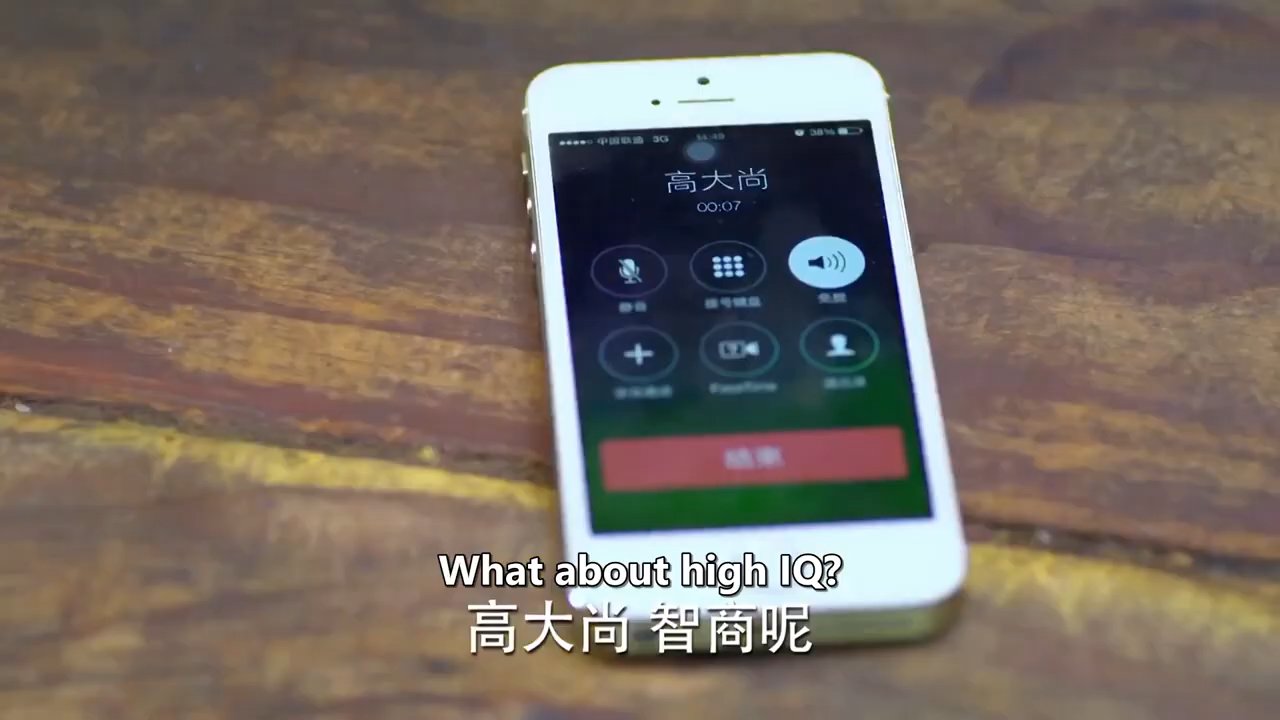 中国联通 3G 38%
高大尚
00:07
静音 拨号键盘 免提
FaceTime
结束
What about high IQ?
高大尚 智商呢